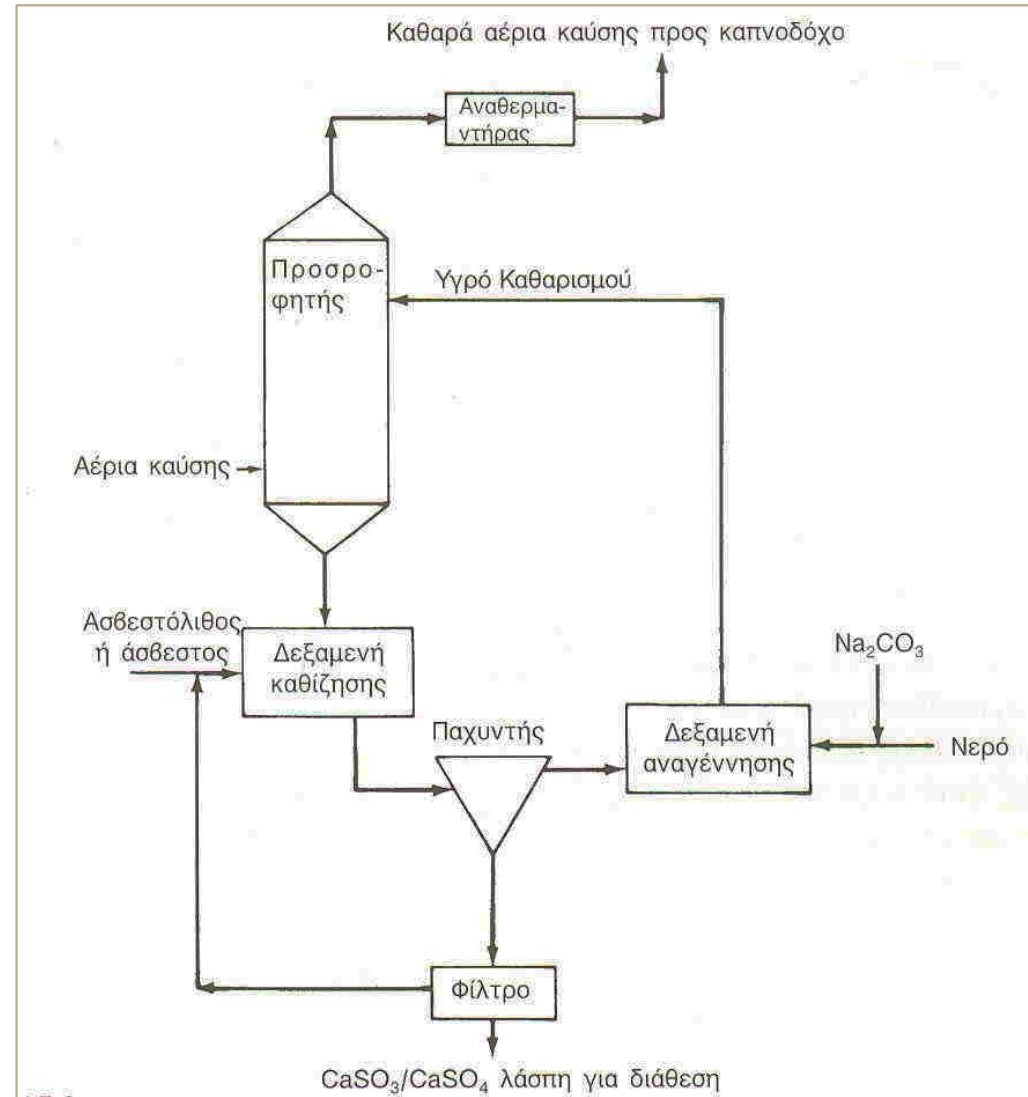 Καθαρά αέρια καύσης προς καπνοδόχο
Αναθερμα-
ντήρας
Προσρο-
φητής
Υγρό Καθαρισμού
Αέρια καύσης
Ασβεστόλιθος
ή άσβεστος
Δεξαμενή
καθίζησης
Na₂CO₃
Παχυντής
Δεξαμενή
αναγέννησης
Νερό
Φίλτρο
CaSO₃/CaSO₄ λάσπη για διάθεση